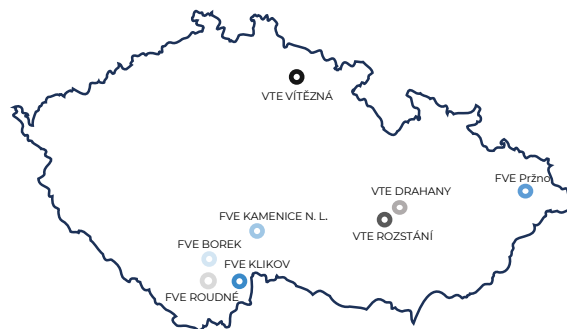 VTE VÍTĚZNÁ
FVE Pržno
VTE DRAHANY
FVE KAMENICE N. L.
VTE ROZSTÁNÍ
FVE BOREK
FVE KLIKOV
FVE ROUDNÉ